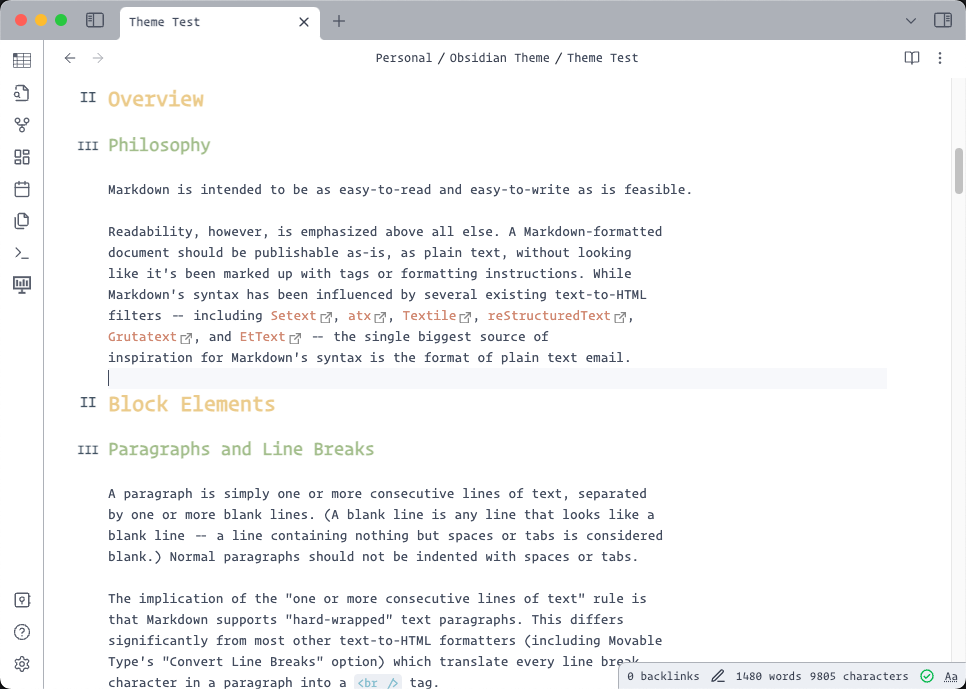 Theme Test
Personal / Obsidian Theme / Theme Test
II Overview
III Philosophy
Markdown is intended to be as easy-to-read and easy-to-write as is feasible.
Readability, however, is emphasized above all else. A Markdown-formatted
document should be publishable as-is, as plain text, without looking
like it's been marked up with tags or formatting instructions. While
Markdown's syntax has been influenced by several existing text-to-HTML
filters -- including Setext, atx, Textile, reStructuredText,
Grutatext, and EtText -- the single biggest source of
inspiration for Markdown's syntax is the format of plain text email.
II Block Elements
III Paragraphs and Line Breaks
A paragraph is simply one or more consecutive lines of text, separated
by one or more blank lines. (A blank line is any line that looks like a
blank line -- a line containing nothing but spaces or tabs is considered
blank.) Normal paragraphs should not be indented with spaces or tabs.
The implication of the "one or more consecutive lines of text" rule is
that Markdown supports "hard-wrapped" text paragraphs. This differs
significantly from most other text-to-HTML formatters (including Movable
Type's "Convert Line Breaks" option) which translate every line break
character in a paragraph into a <br /> tag.
0 backlinks 1480 words 9805 characters Aa